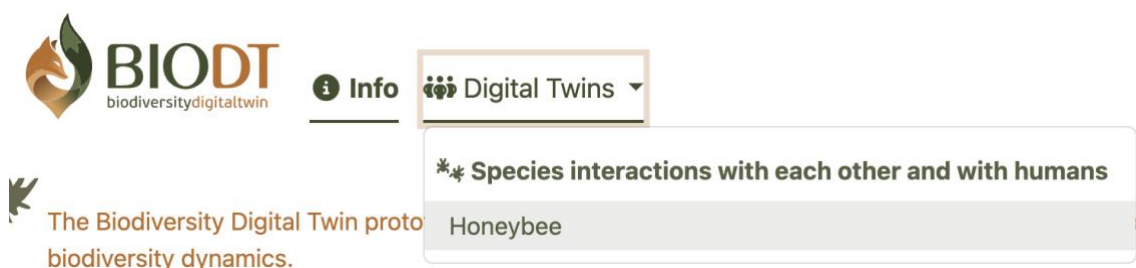 BIODT
biodiversitydigitaltwin
Info
Digital Twins
Species interactions with each other and with humans
Honeybee
The Biodiversity Digital Twin proto
biodiversity dynamics.